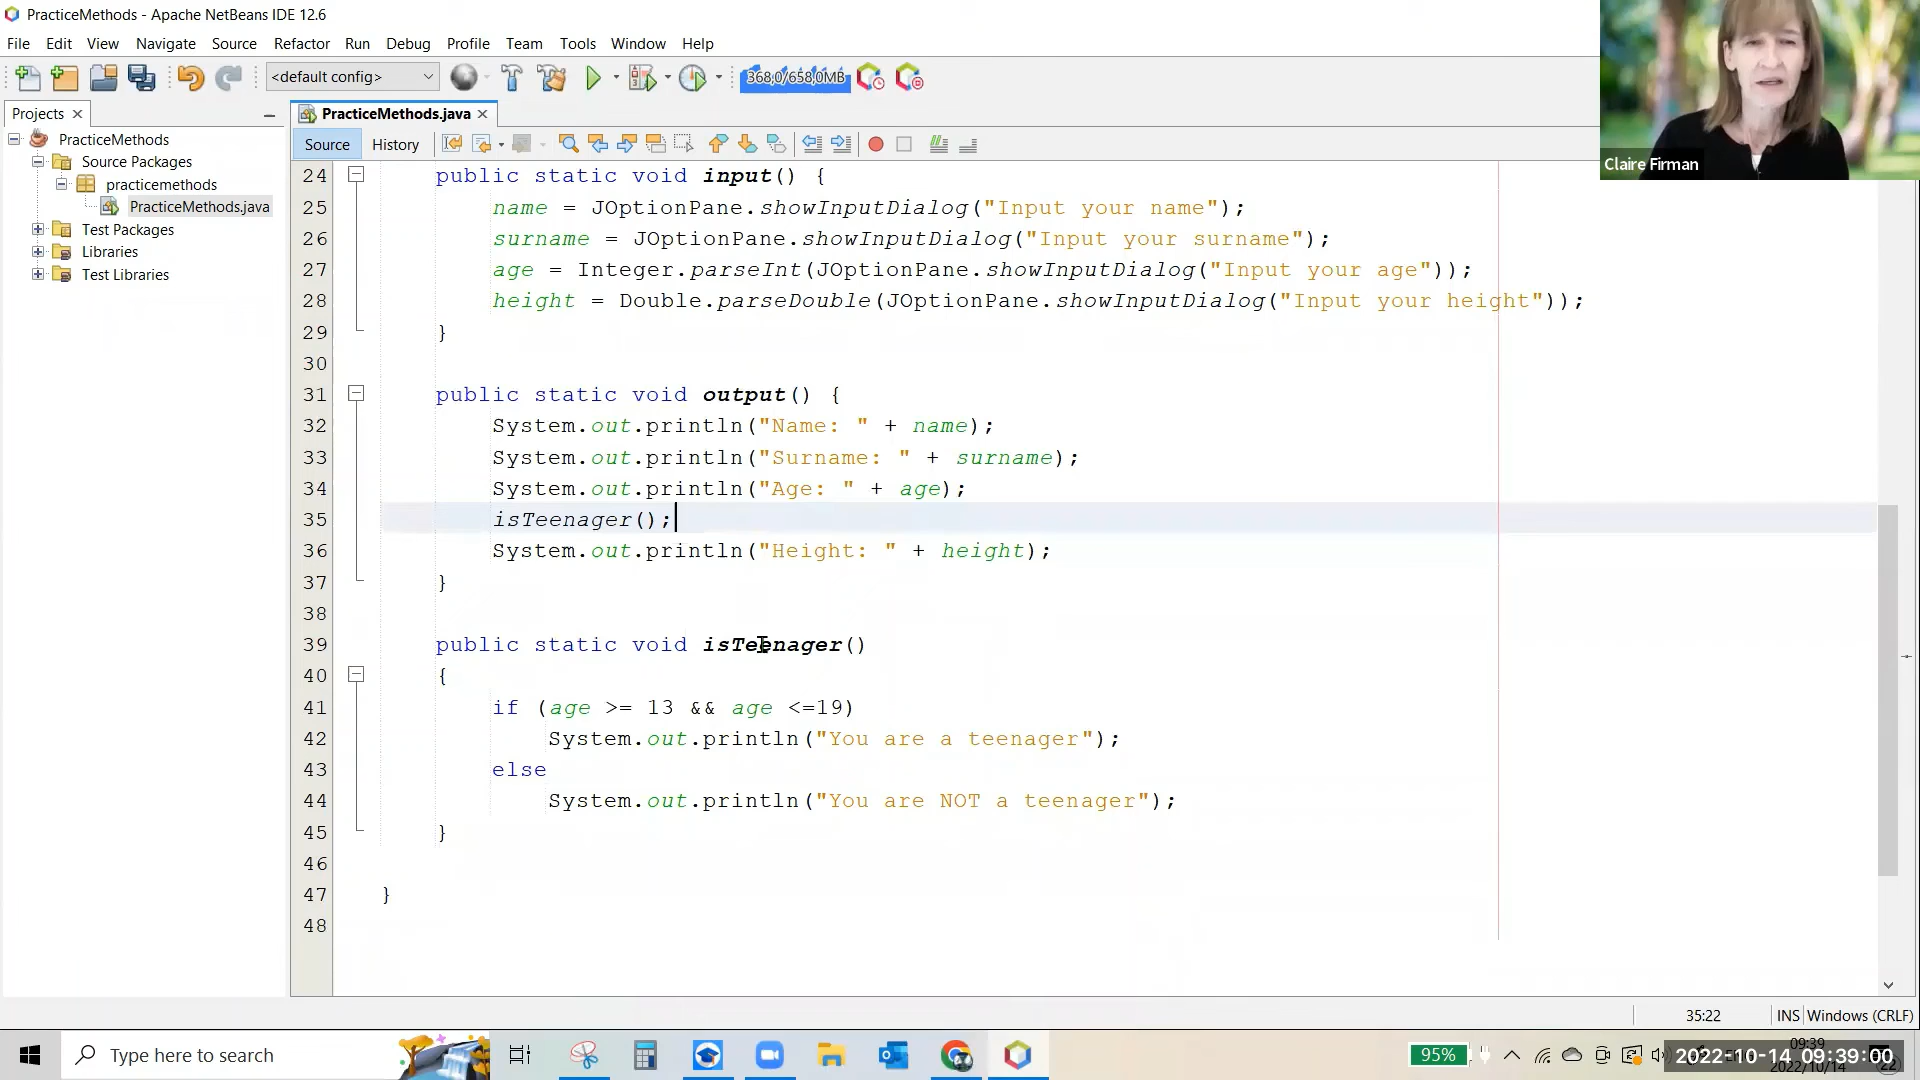 PracticeMethods - Apache NetBeans IDE 12.6
File Edit View Navigate Source Refactor Run Debug Profile Team Tools Window Help
<default config>
368,0/658,0MB
Projects
PracticeMethods.java
PracticeMethods
Source Packages
practicemethods
PracticeMethods.java
Test Packages
Libraries
Test Libraries
Source History
Claire Firman
24 public static void input() {
25 name = JOptionPane.showInputDialog("Input your name");
26 surname = JOptionPane.showInputDialog("Input your surname");
27 age = Integer.parseInt(JOptionPane.showInputDialog("Input your age"));
28 height = Double.parseDouble(JOptionPane.showInputDialog("Input your height"));
29 }
30
31 public static void output() {
32 System.out.println("Name: " + name);
33 System.out.println("Surname: " + surname);
34 System.out.println("Age: " + age);
35 isTeenager();
36 System.out.println("Height: " + height);
37 }
38
39 public static void isTeenager()
40 {
41 if (age >= 13 && age <=19)
42 System.out.println("You are a teenager");
43 else
44 System.out.println("You are NOT a teenager");
45 }
46
47 }
48
35:22 INS Windows (CRLF)
Type here to search
95%
09:39
2022-10-14 09:39:00
2022/10/14
22